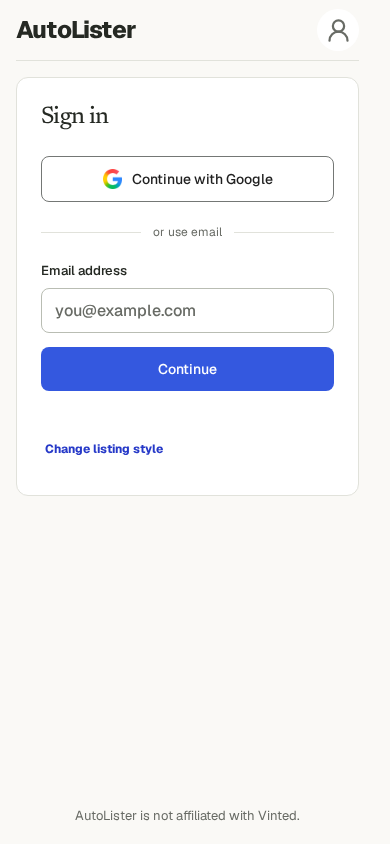 AutoLister
Sign in
Continue with Google
or use email
Email address
you@example.com
Continue
Change listing style
AutoLister is not affiliated with Vinted.